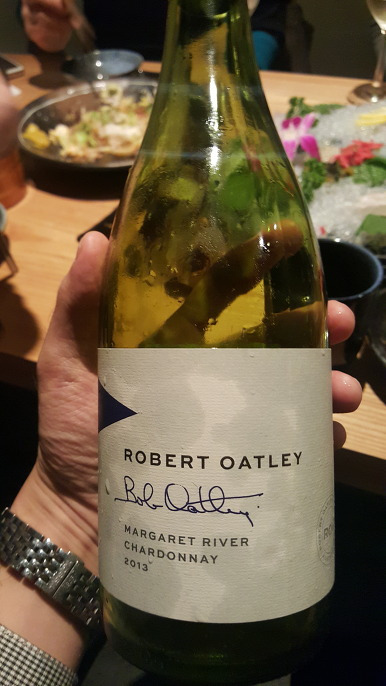 ROBERT OATLEY
Bob Oatley
MARGARET RIVER
CHARDONNAY
2013